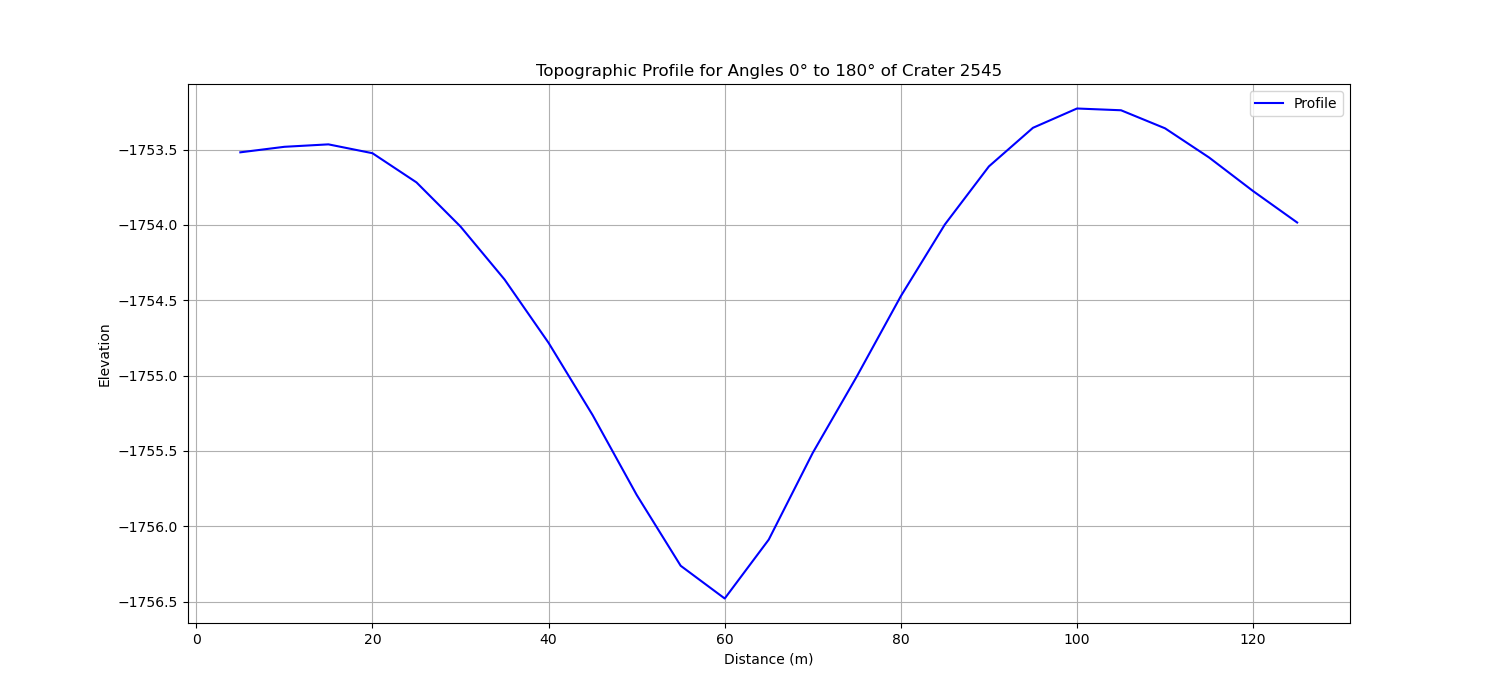 Topographic Profile for Angles 0° to 180° of Crater 2545
Profile
−1753.5
−1754.0
−1754.5
−1755.0
−1755.5
−1756.0
−1756.5
Elevation
0 20 40 60 80 100 120
Distance (m)